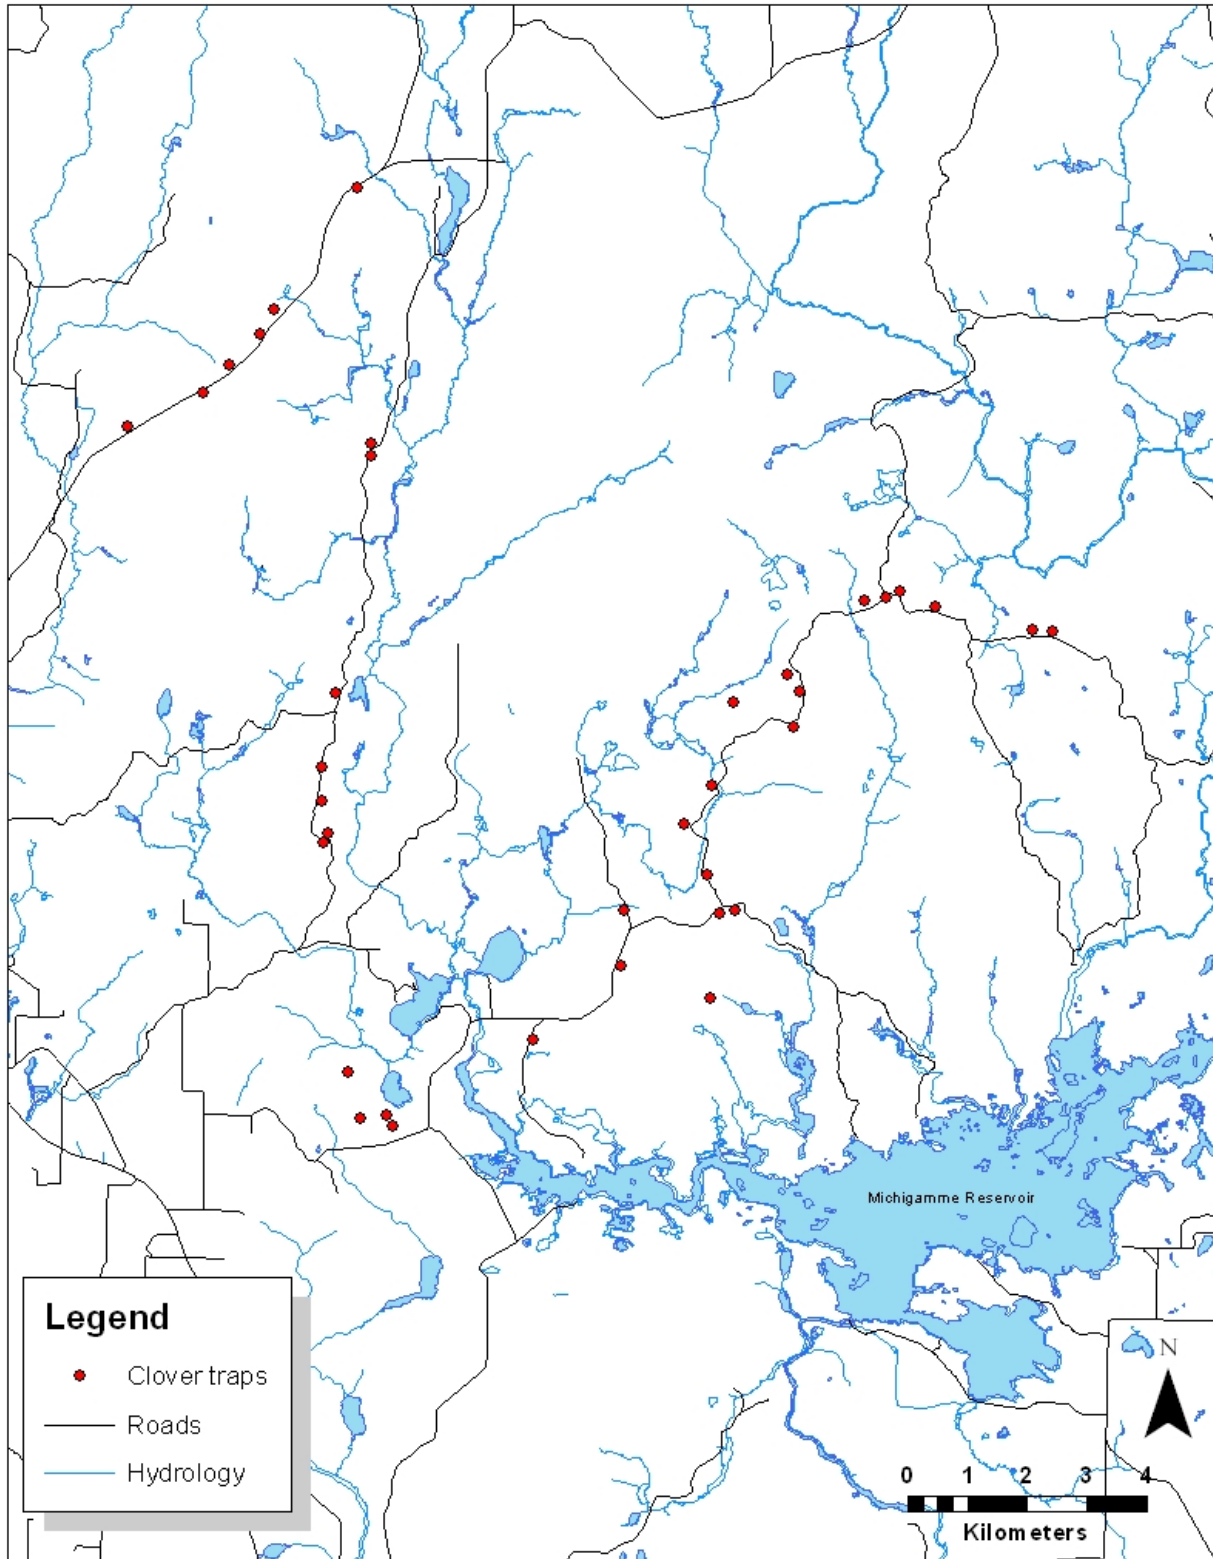 Michigamme Reservoir
Legend
Clover traps
Roads
Hydrology
N
0 1 2 3 4
Kilometers